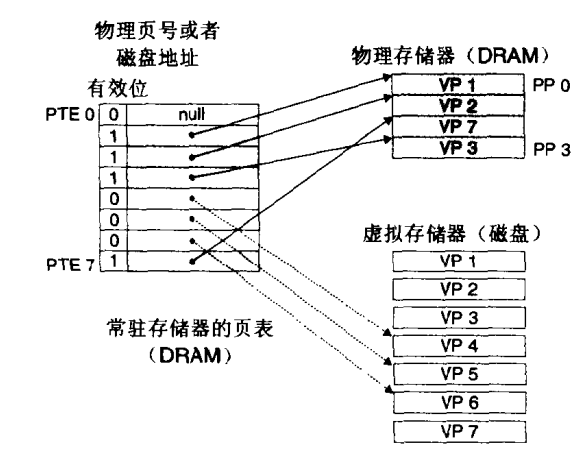 物理页号或者
磁盘地址
有效位
PTE 0 0 null
1
1
1
0
0
0
PTE 7 1
常驻存储器的页表
（DRAM）
物理存储器（DRAM）
VP 1 PP 0
VP 2
VP 7
VP 3 PP 3
虚拟存储器（磁盘）
VP 1
VP 2
VP 3
VP 4
VP 5
VP 6
VP 7